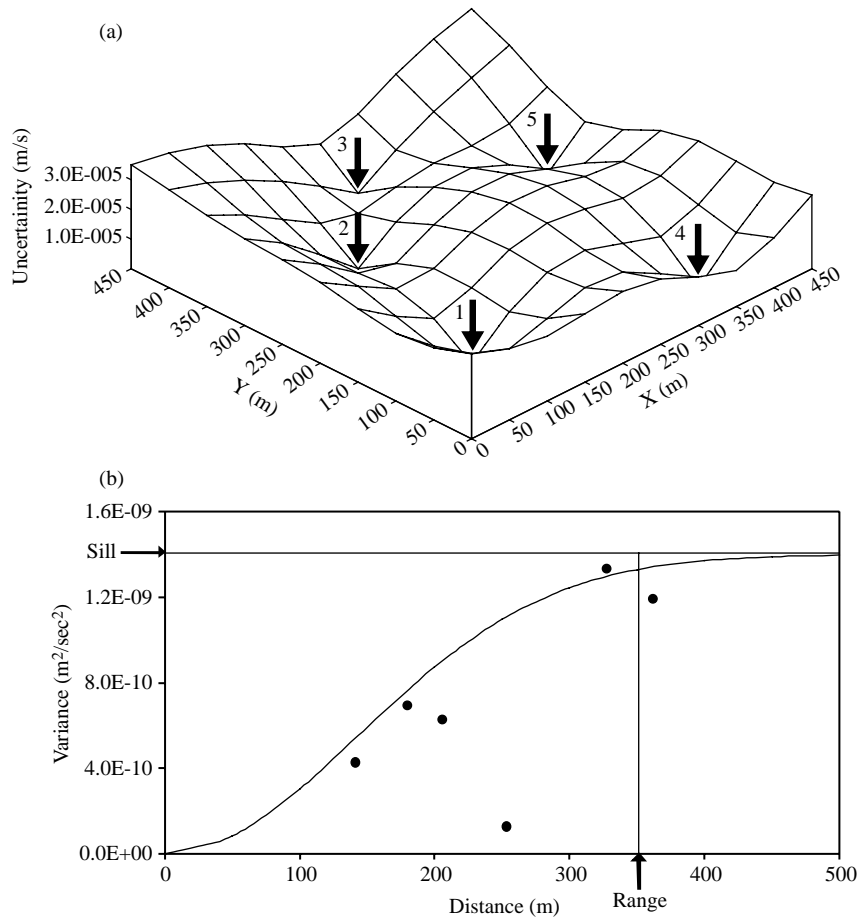 (a)
Uncertainity (m/s)
3.0E-005
2.0E-005
1.0E-005
3
5
2
4
1
450
400
350
300
250
200
150
100
50
0
Y (m)
0
50
100
150
200
250
300
350
400
450
X (m)
(b)
Variance (m²/sec²)
1.6E-09
Sill
1.2E-09
8.0E-10
4.0E-10
0.0E+00
0
100
200
300
400
500
Distance (m)
Range